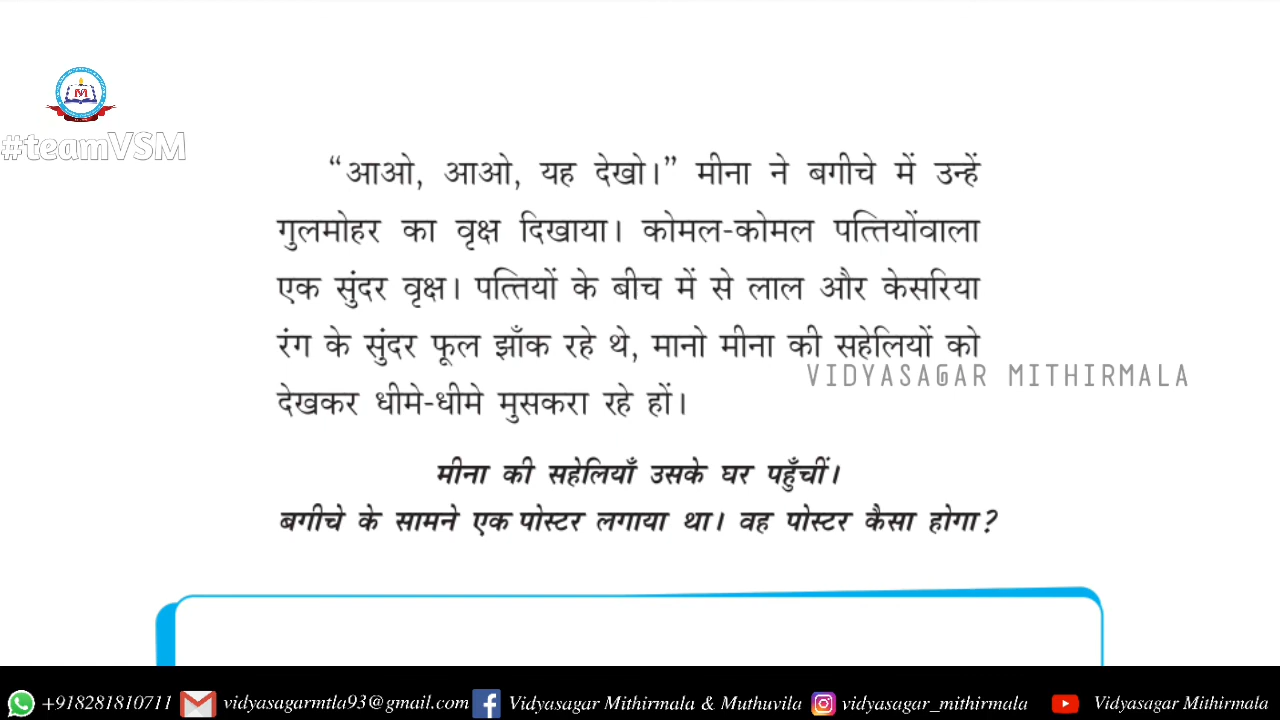 #teamVSM
“आओ, आओ, यह देखो।” मीना ने बगीचे में उन्हें
गुलमोहर का वृक्ष दिखाया। कोमल-कोमल पत्तियोंवाला
एक सुंदर वृक्ष। पत्तियों के बीच में से लाल और केसरिया
रंग के सुंदर फूल झाँक रहे थे, मानो मीना की सहेलियों को
VIDYASAGAR MITHIRMALA
देखकर धीमे-धीमे मुसकरा रहे हों।
मीना की सहेलियाँ उसके घर पहुँचीं।
बगीचे के सामने एक पोस्टर लगाया था। वह पोस्टर कैसा होगा?
+918281810711 vidyasagarmtla93@gmail.com Vidyasagar Mithirmala & Muthuvila vidyasagar_mithirmala Vidyasagar Mithirmala